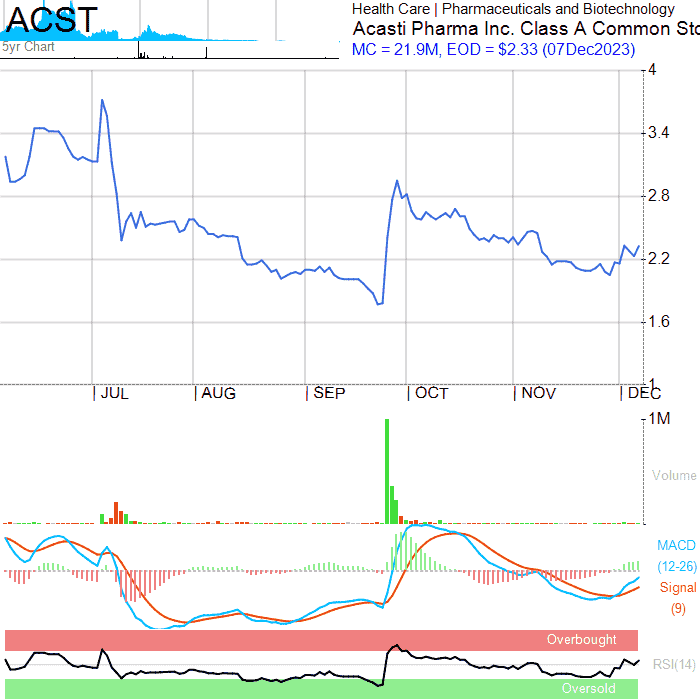 ACST
5yr Chart
Health Care | Pharmaceuticals and Biotechnology
Acasti Pharma Inc. Class A Common Sto
MC = 21.9M, EOD = $2.33 (07Dec2023)
4
3.4
2.8
2.2
1.6
1
JUL AUG SEP OCT NOV DEC
1M
Volume
MACD
(12-26)
Signal
(9)
Overbought
RSI(14)
Oversold